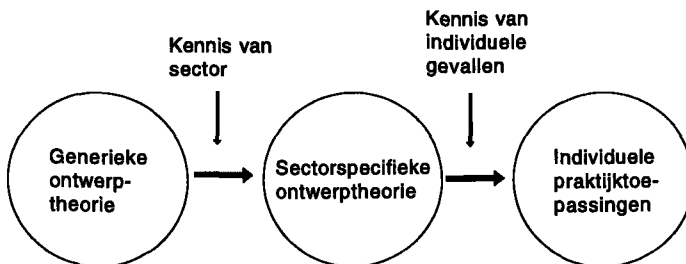 Kennis van
sector
Kennis van
individuele
gevallen
Generieke
ontwerp-
theorie
Sectorspecifieke
ontwerptheorie
Individuele
praktijktoe-
passingen